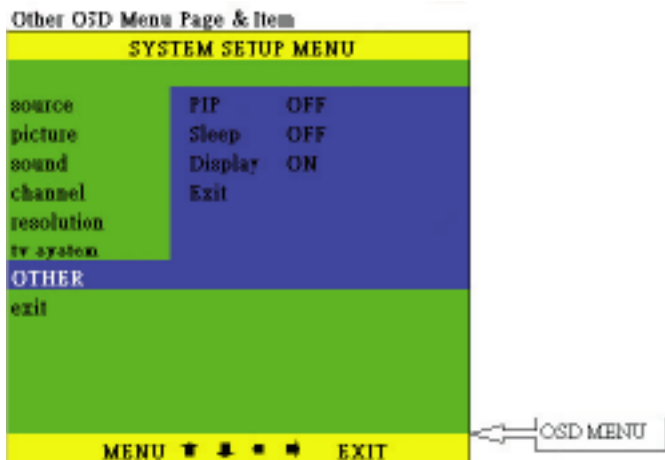 Other OSD Menu Page & Item
SYSTEM SETUP MENU
source PIP OFF
picture Sleep OFF
sound Display ON
channel Exit
resolution
tv system
OTHER
exit
MENU ⬆ ⬇ ⬅ ➡ EXIT
OSD MENU